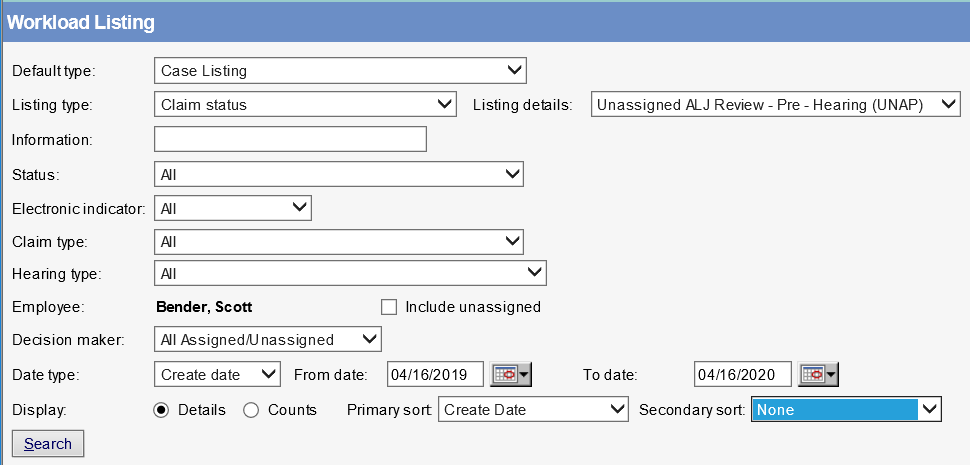 Workload Listing
Default type: Case Listing
Listing type: Claim status Listing details: Unassigned ALJ Review - Pre - Hearing (UNAP)
Information:
Status: All
Electronic indicator: All
Claim type: All
Hearing type: All
Employee: Bender, Scott Include unassigned
Decision maker: All Assigned/Unassigned
Date type: Create date From date: 04/16/2019 To date: 04/16/2020
Display: Details Counts Primary sort: Create Date Secondary sort: None
Search